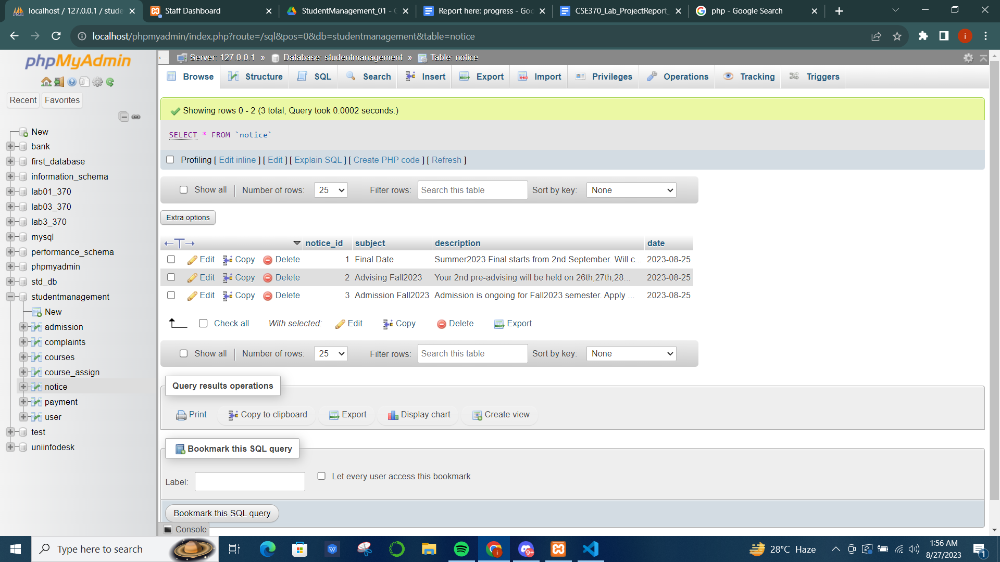 localhost / 127.0.0.1 / stude
Staff Dashboard
StudentManagement_01 - G
Report here: progress - Goo
CSE370_Lab_ProjectReport_
php - Google Search
localhost/phpmyadmin/index.php?route=/sql&pos=0&db=studentmanagement&table=notice
i
phpMyAdmin
Recent Favorites
New
bank
first_database
information_schema
lab01_370
lab03_370
lab3_370
mysql
performance_schema
phpmyadmin
std_db
studentmanagement
New
admission
complaints
courses
course_assign
notice
payment
user
test
uniinfodesk
Server: 127.0.0.1 » Database: studentmanagement » Table: notice
Browse Structure SQL Search Insert Export Import Privileges Operations Tracking Triggers
Showing rows 0 - 2 (3 total, Query took 0.0002 seconds.)
SELECT * FROM `notice`
Profiling [ Edit inline ] [ Edit ] [ Explain SQL ] [ Create PHP code ] [ Refresh ]
Show all Number of rows: 25 Filter rows: Search this table Sort by key: None
Extra options
←T→ notice_id subject description date
Edit Copy Delete 1 Final Date Summer2023 Final starts from 2nd September. Will c... 2023-08-25
Edit Copy Delete 2 Advising Fall2023 Your 2nd pre-advising will be held on 26th,27th,28... 2023-08-25
Edit Copy Delete 3 Admission Fall2023 Admission is ongoing for Fall2023 semester. Apply ... 2023-08-25
Check all With selected: Edit Copy Delete Export
Show all Number of rows: 25 Filter rows: Search this table Sort by key: None
Query results operations
Print Copy to clipboard Export Display chart Create view
Bookmark this SQL query
Label: Let every user access this bookmark
Bookmark this SQL query
Console
Type here to search
9+
28°C Haze
1:56 AM
8/27/2023
1